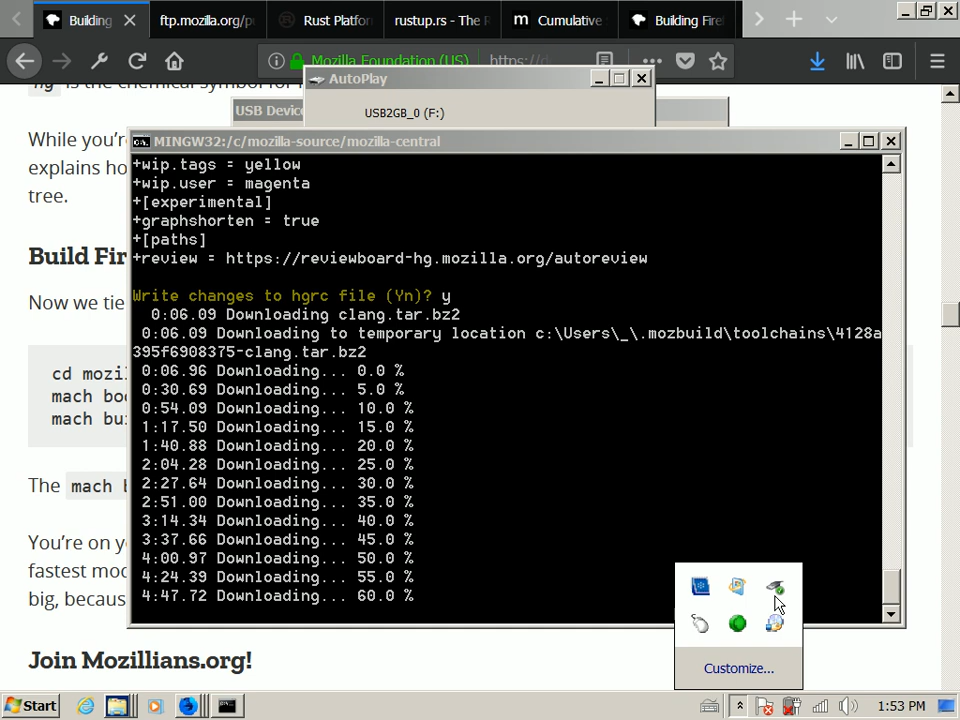 Building
ftp.mozilla.org/pu
Rust Platfor
rustup.rs - The R
Cumulative
Building Fire
Mozilla Foundation (US)
https://d
hg is the chemical symbol for
AutoPlay
USB Device
USB2GB_0 (F:)
While you're
explains ho
tree.
Build Fir
Now we tie
cd mozil
mach boo
mach bui
The mach b
You're on y
fastest mod
big, becaus
Join Mozillians.org!
MINGW32:/c/mozilla-source/mozilla-central
+wip.tags = yellow
+wip.user = magenta
+[experimental]
+graphshorten = true
+[paths]
+review = https://reviewboard-hg.mozilla.org/autoreview
Write changes to hgrc file (Yn)? y
0:06.09 Downloading clang.tar.bz2
0:06.09 Downloading to temporary location c:\Users\_\.mozbuild\toolchains\4128a
395f6908375-clang.tar.bz2
0:06.96 Downloading... 0.0 %
0:30.69 Downloading... 5.0 %
0:54.09 Downloading... 10.0 %
1:17.50 Downloading... 15.0 %
1:40.88 Downloading... 20.0 %
2:04.28 Downloading... 25.0 %
2:27.64 Downloading... 30.0 %
2:51.00 Downloading... 35.0 %
3:14.34 Downloading... 40.0 %
3:37.66 Downloading... 45.0 %
4:00.97 Downloading... 50.0 %
4:24.39 Downloading... 55.0 %
4:47.72 Downloading... 60.0 %
Customize...
Start
1:53 PM